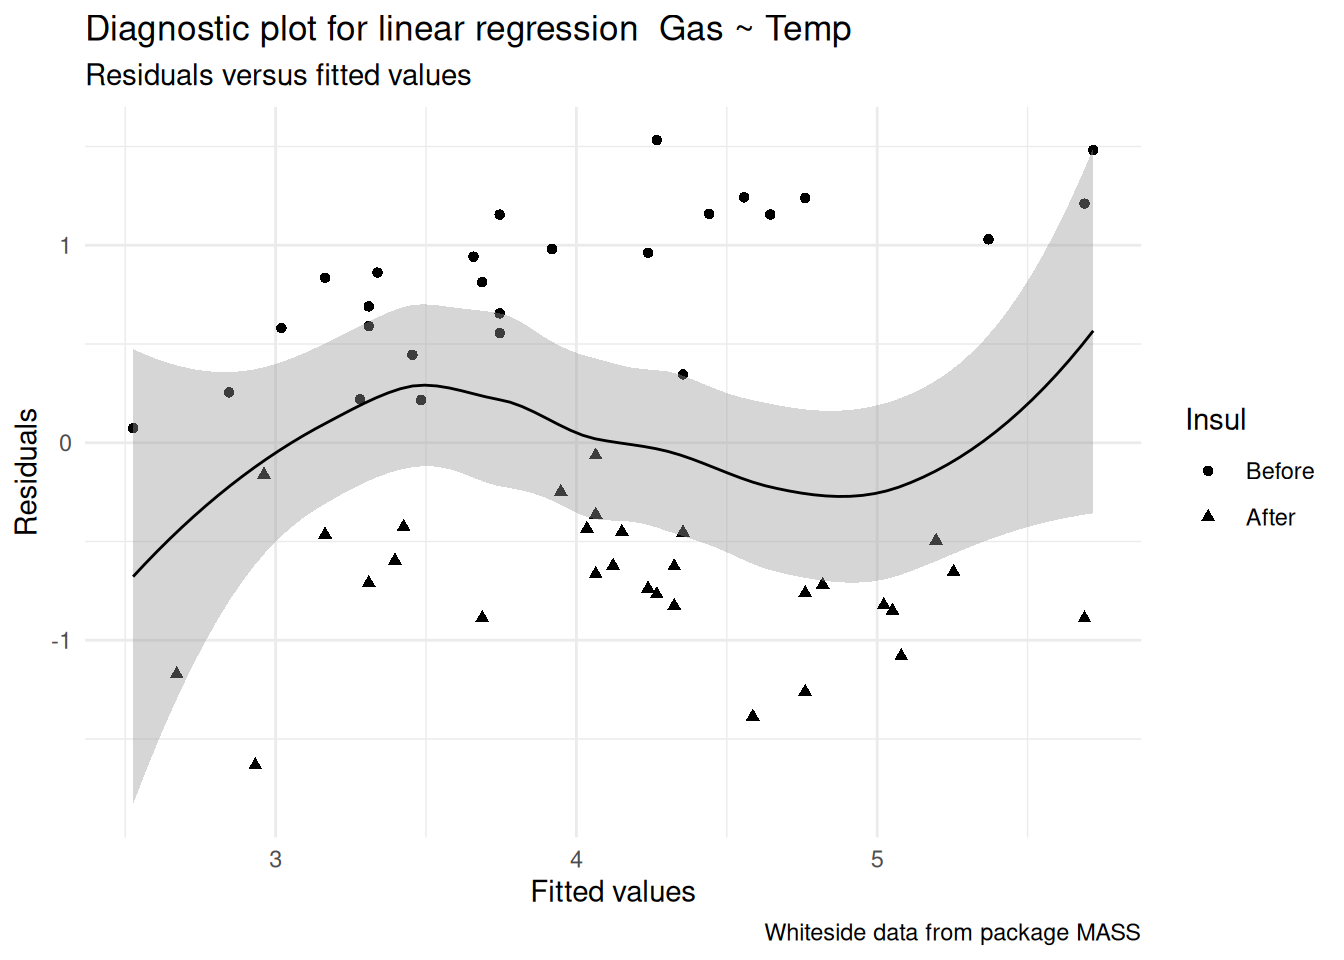 Diagnostic plot for linear regression  Gas ~ Temp
Residuals versus fitted values
Residuals
1
0
-1
3
4
5
Fitted values
Insul
Before
After
Whiteside data from package MASS